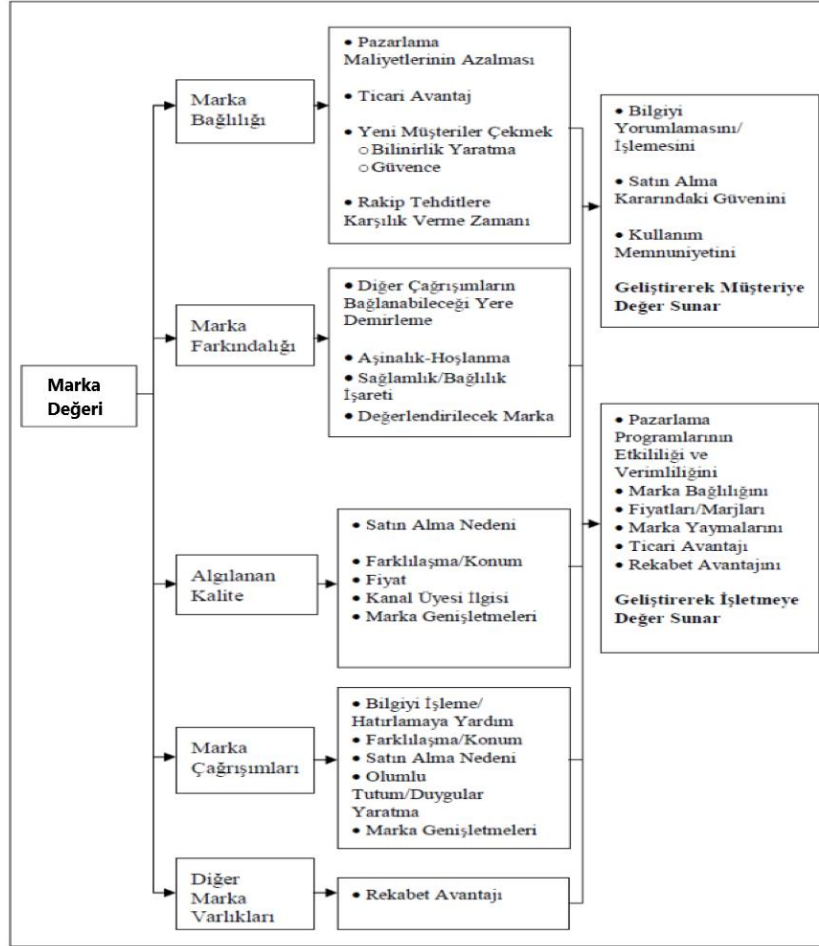 Marka
Değeri
Marka
Bağlılığı
● Pazarlama
Maliyetlerinin Azalması
● Ticari Avantaj
● Yeni Müşteriler Çekmek
○ Bilinirlik Yaratma
○ Güvence
● Rakip Tehditlere
Karşılık Verme Zamanı
Marka
Farkındalığı
● Diğer Çağrışımların
Bağlanabileceği Yere
Demirleme
● Aşinalık-Hoşlanma
● Sağlamlık/Bağlılık
İşareti
● Değerlendirilecek Marka
Algılanan
Kalite
● Satın Alma Nedeni
● Farklılaşma/Konum
● Fiyat
● Kanal Üyesi İlgisi
● Marka Genişletmeleri
Marka
Çağrışımları
● Bilgiyi İşleme/
Hatırlamaya Yardım
● Farklılaşma/Konum
● Satın Alma Nedeni
● Olumlu
Tutum/Duygular
Yaratma
● Marka Genişletmeleri
Diğer
Marka
Varlıkları
● Rekabet Avantajı
● Bilgiyi
Yorumlamasını/
İşlemesini
● Satın Alma
Kararındaki Güvenini
● Kullanım
Memnuniyetini
Geliştirerek Müşteriye
Değer Sunar
● Pazarlama
Programlarının
Etkililiği ve
Verimliliğini
● Marka Bağlılığını
● Fiyatları/Marjları
● Marka Yaymalarını
● Ticari Avantajı
● Rekabet Avantajını
Geliştirerek İşletmeye
Değer Sunar